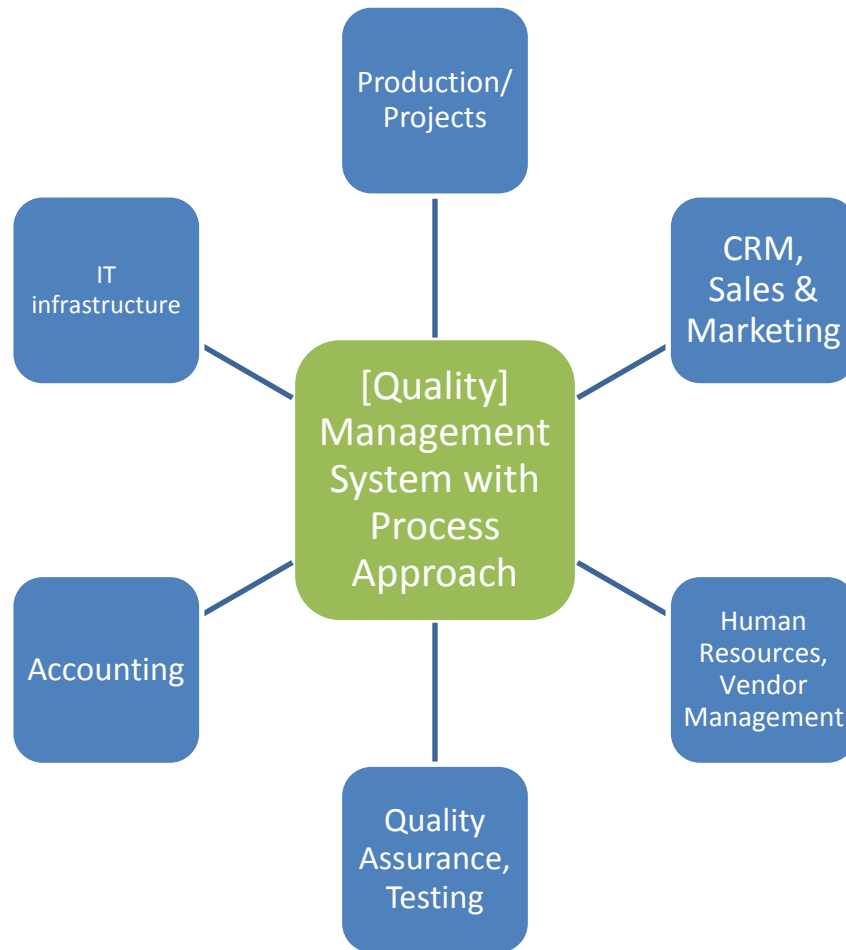 Production/
Projects
CRM,
Sales &
Marketing
IT
infrastructure
[Quality]
Management
System with
Process
Approach
Human
Resources,
Vendor
Management
Accounting
Quality
Assurance,
Testing